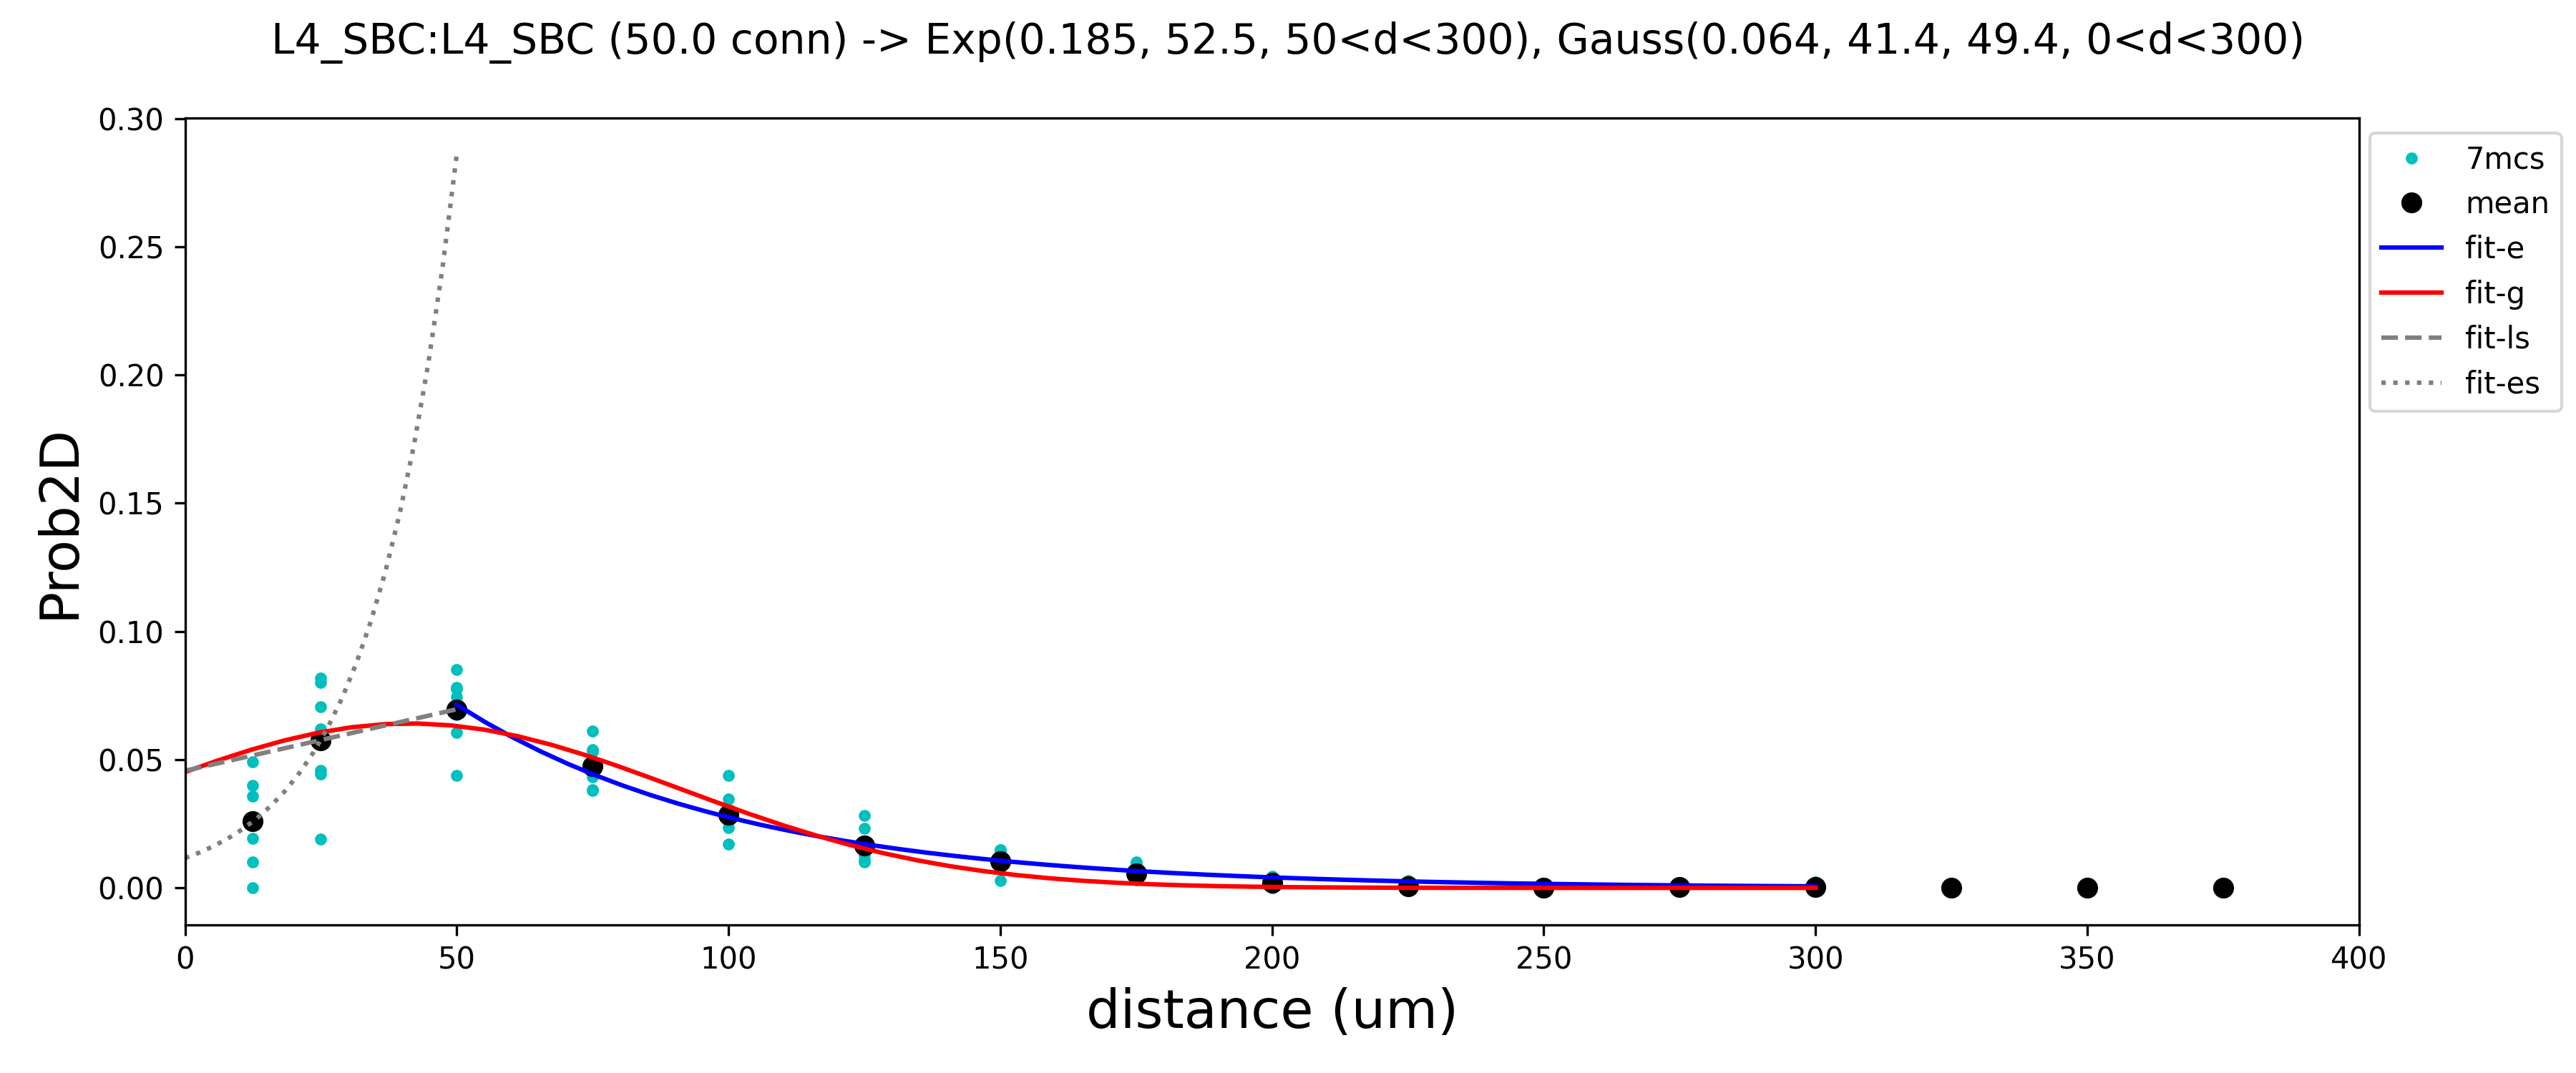 L4_SBC:L4_SBC (50.0 conn) -> Exp(0.185, 52.5, 50<d<300), Gauss(0.064, 41.4, 49.4, 0<d<300)
0.30
0.25
0.20
0.15
0.10
0.05
0.00
Prob2D
0 50 100 150 200 250 300 350 400
distance (um)
7mcs
mean
fit-e
fit-g
fit-ls
fit-es